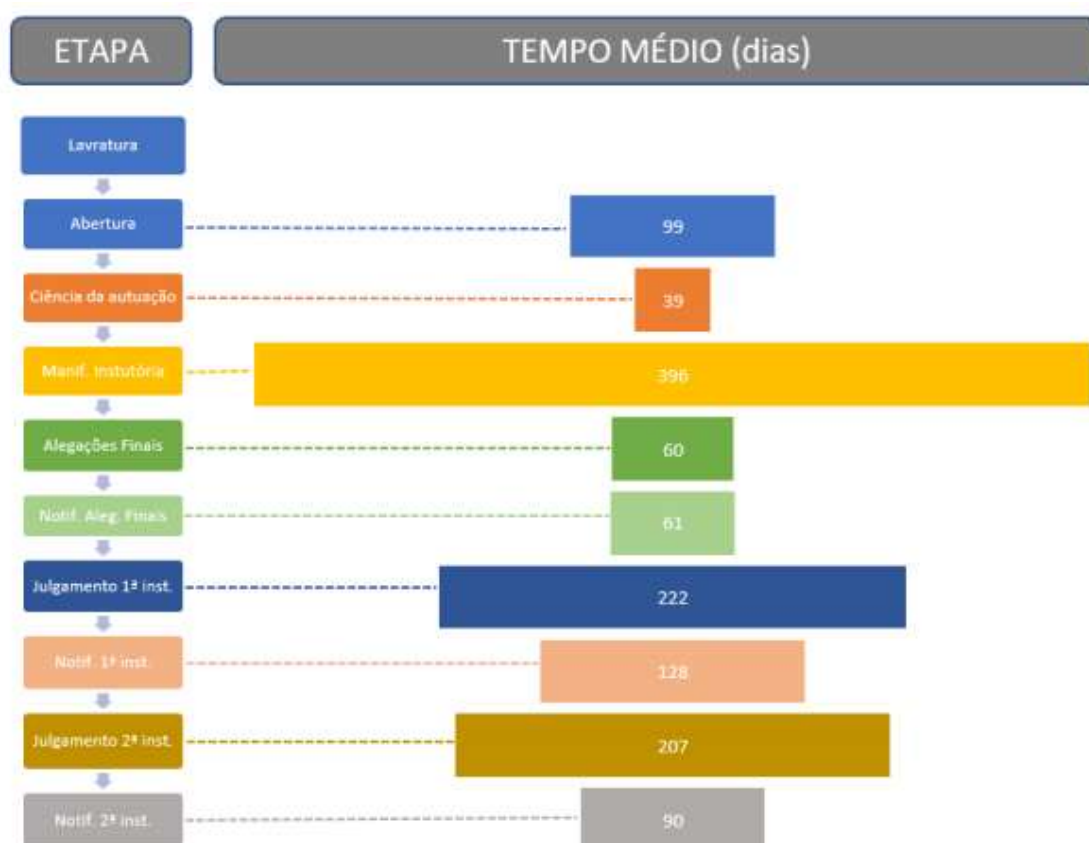 ETAPA
TEMPO MÉDIO (dias)
Lavratura
Abertura
99
Ciência da autuação
39
Manif. Instutória
396
Alegações Finais
60
Notif. Aleg. Finais
61
Julgamento 1ª inst.
222
Notif. 1ª inst.
128
Julgamento 2ª inst.
207
Notif. 2ª inst.
90